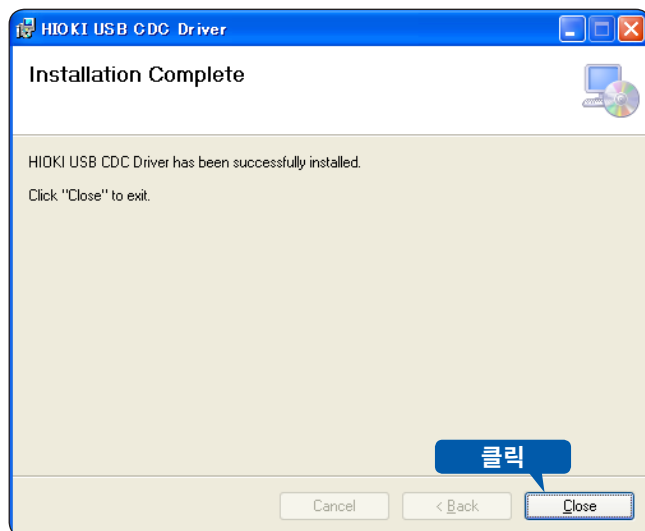 HIOKI USB CDC Driver
Installation Complete
HIOKI USB CDC Driver has been successfully installed.
Click "Close" to exit.
클릭
Cancel < Back Close